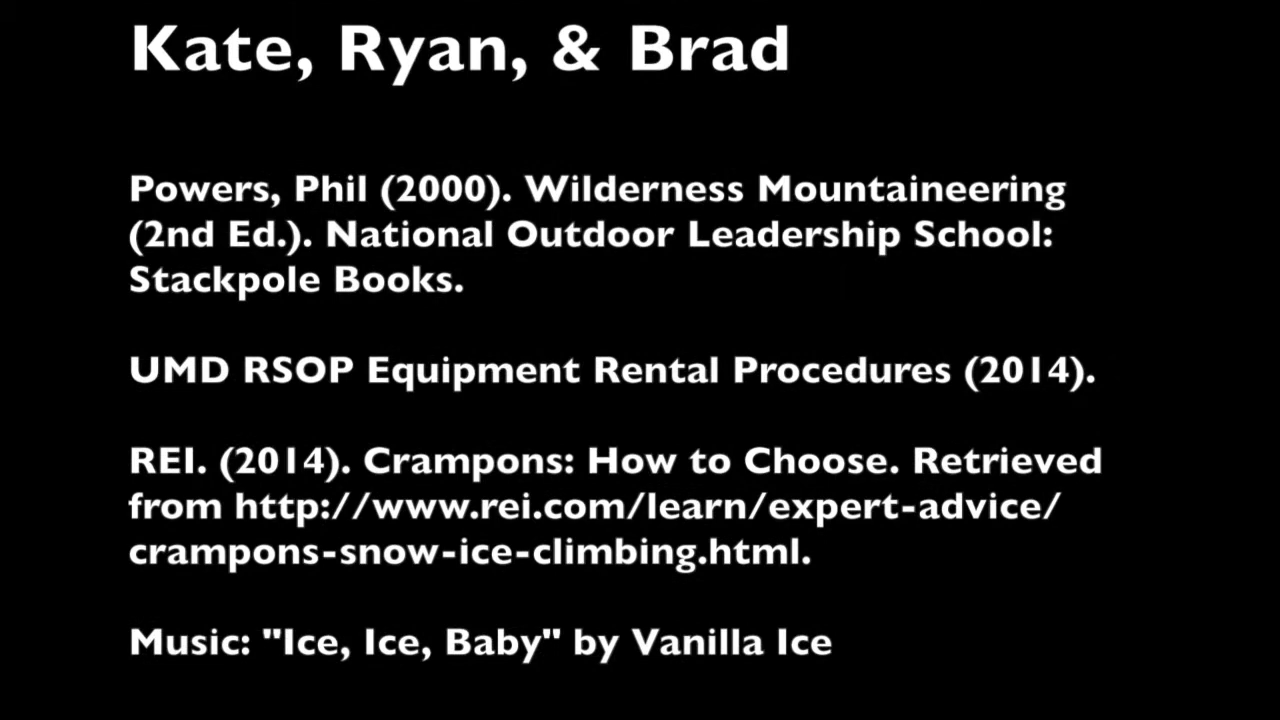 Kate, Ryan, & Brad
Powers, Phil (2000). Wilderness Mountaineering
(2nd Ed.). National Outdoor Leadership School:
Stackpole Books.
UMD RSOP Equipment Rental Procedures (2014).
REI. (2014). Crampons: How to Choose. Retrieved
from http://www.rei.com/learn/expert-advice/
crampons-snow-ice-climbing.html.
Music: "Ice, Ice, Baby" by Vanilla Ice